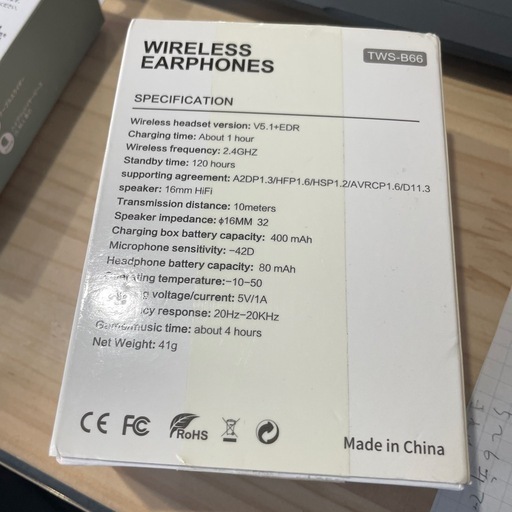 WIRELESS
EARPHONES
TWS-B66
SPECIFICATION
Wireless headset version: V5.1+EDR
Charging time: About 1 hour
Wireless frequency: 2.4GHZ
Standby time: 120 hours
supporting agreement: A2DP1.3/HFP1.6/HSP1.2/AVRCP1.6/D11.3
speaker: 16mm HiFi
Transmission distance: 10meters
Speaker impedance: ϕ16MM 32
Charging box battery capacity: 400 mAh
Microphone sensitivity: -42D
Headphone battery capacity: 80 mAh
temperature:-10-50
voltage/current: 5V/1A
response: 20Hz-20KHz
time: about 4 hours
Net Weight: 41g
CE FC RoHS
Made in China